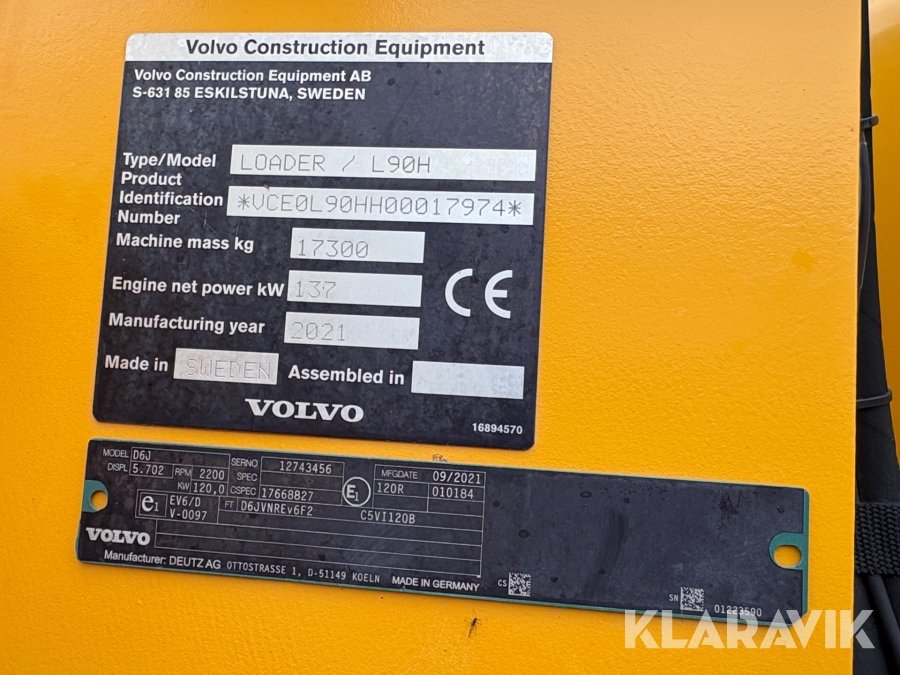 Volvo Construction Equipment
Volvo Construction Equipment AB
S-631 85 ESKILSTUNA, SWEDEN
Type/Model LOADER / L90H
Product
Identification *VCE0L90HH00017974*
Number
Machine mass kg 17300
Engine net power kW 137
Manufacturing year 2021
Made in SWEDEN Assembled in
VOLVO
16894570
MODEL D6J SERNO 12743456 MFGDATE 09/2021
DISPL 5.702 RPM 2200 SPEC 120R 010184
KW 120,0 CSPEC 17668827 E1
e1 EV6/D FT D6JVNREv6F2 C5VI120B
V-0097
VOLVO
Manufacturer: DEUTZ AG OTTOSTRASSE 1, D-51149 KOELN MADE IN GERMANY CS SN 01223590
KLARAVIK